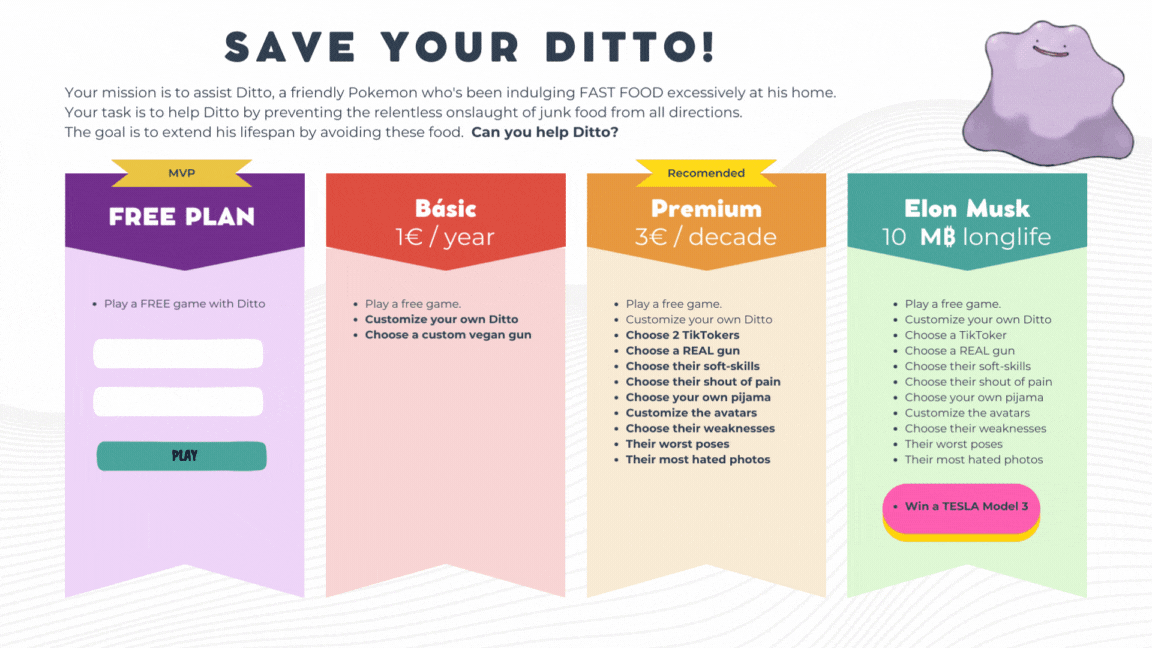 SAVE YOUR DITTO!
Your mission is to assist Ditto, a friendly Pokemon who's been indulging FAST FOOD excessively at his home.
Your task is to help Ditto by preventing the relentless onslaught of junk food from all directions.
The goal is to extend his lifespan by avoiding these food. Can you help Ditto?
MVP
FREE PLAN
• Play a FREE game with Ditto
PLAY
Básic
1€ / year
• Play a free game.
• Customize your own Ditto
• Choose a custom vegan gun
Recomended
Premium
3€ / decade
• Play a free game.
• Customize your own Ditto
• Choose 2 TikTokers
• Choose a REAL gun
• Choose their soft-skills
• Choose their shout of pain
• Choose your own pijama
• Customize the avatars
• Choose their weaknesses
• Their worst poses
• Their most hated photos
Elon Musk
10 M฿ longlife
• Play a free game.
• Customize your own Ditto
• Choose a TikToker
• Choose a REAL gun
• Choose their soft-skills
• Choose their shout of pain
• Choose your own pijama
• Customize the avatars
• Choose their weaknesses
• Their worst poses
• Their most hated photos
• Win a TESLA Model 3